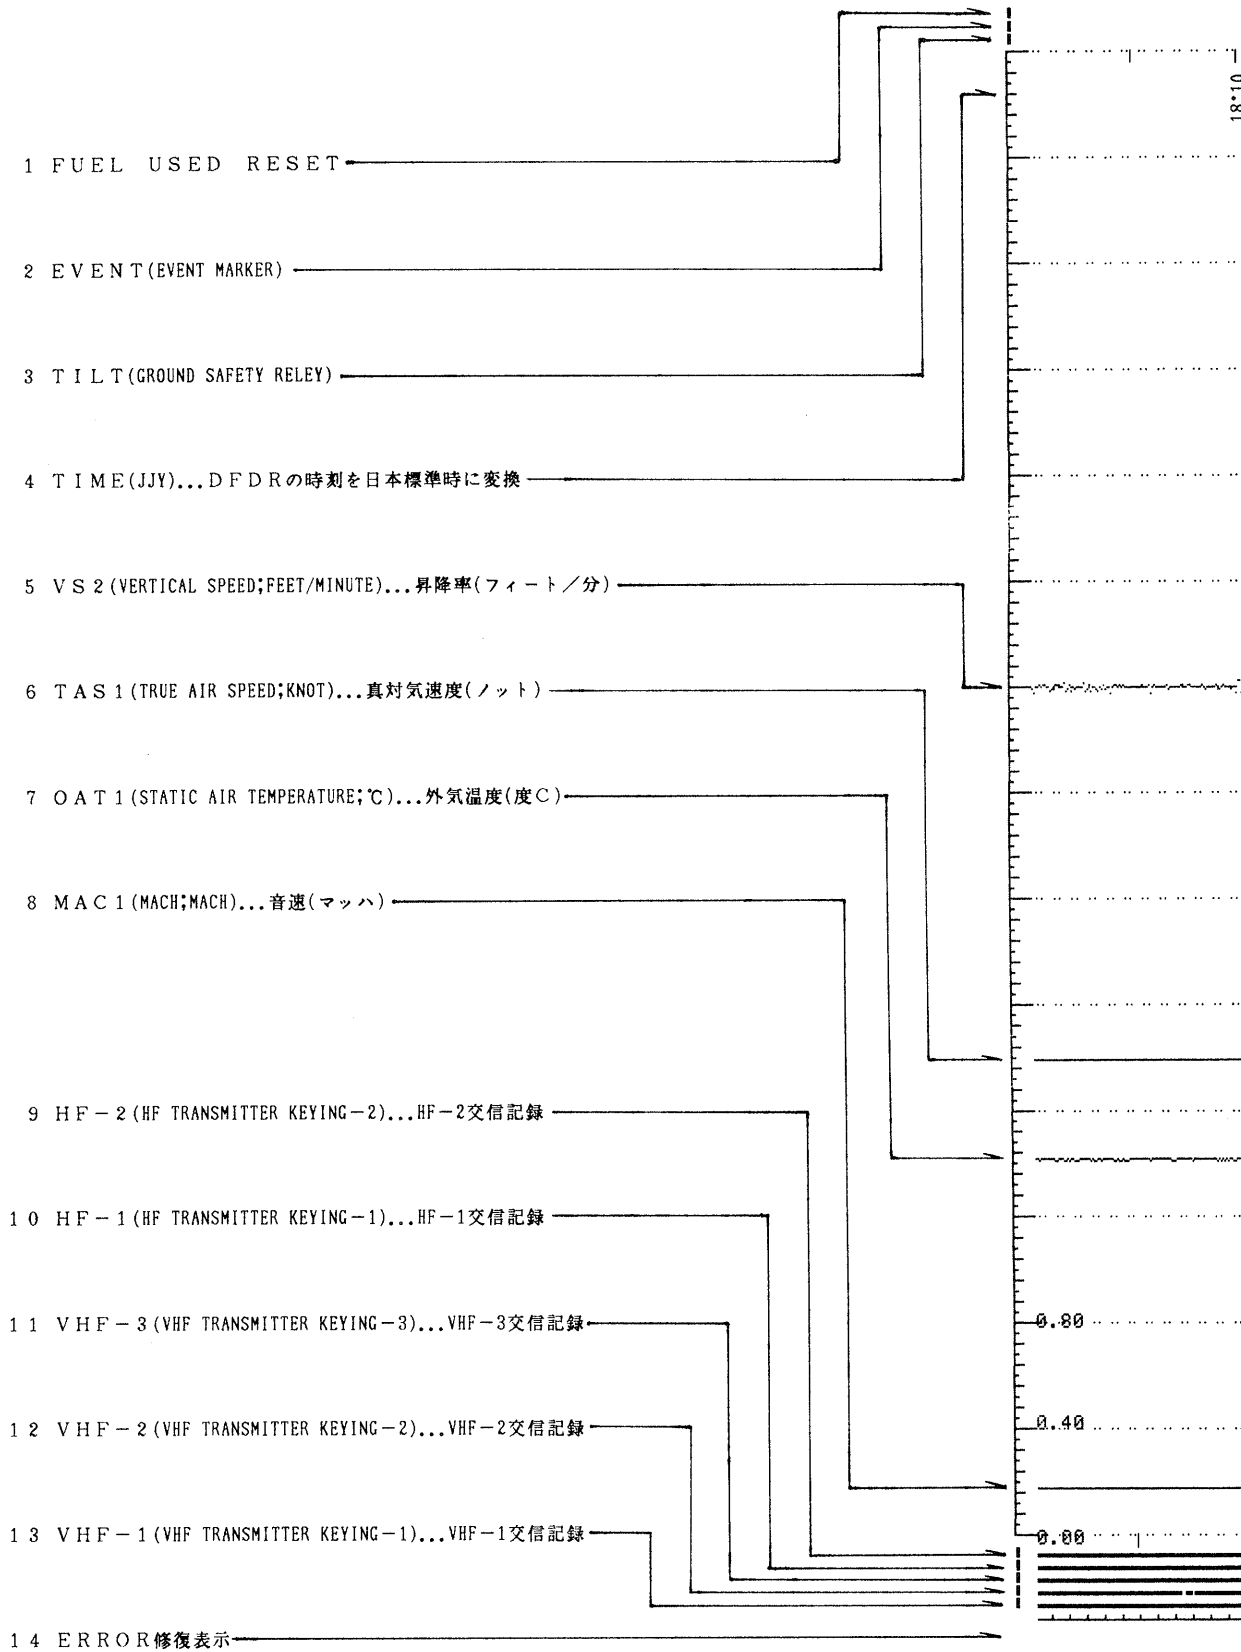 18:10
1 FUEL USED RESET
2 EVENT(EVENT MARKER)
3 TILT(GROUND SAFETY RELEY)
4 TIME(JJY)...DFDRの時刻を日本標準時に変換
5 VS2(VERTICAL SPEED;FEET/MINUTE)...昇降率(フィート/分)
6 TAS1(TRUE AIR SPEED;KNOT)...真対気速度(ノット)
7 OAT1(STATIC AIR TEMPERATURE;℃)...外気温度(度C)
8 MAC1(MACH;MACH)...音速(マッハ)
9 HF-2(HF TRANSMITTER KEYING-2)...HF-2交信記録
10 HF-1(HF TRANSMITTER KEYING-1)...HF-1交信記録
11 VHF-3(VHF TRANSMITTER KEYING-3)...VHF-3交信記録
0.80
12 VHF-2(VHF TRANSMITTER KEYING-2)...VHF-2交信記録
0.40
13 VHF-1(VHF TRANSMITTER KEYING-1)...VHF-1交信記録
0.00
14 ERROR修復表示